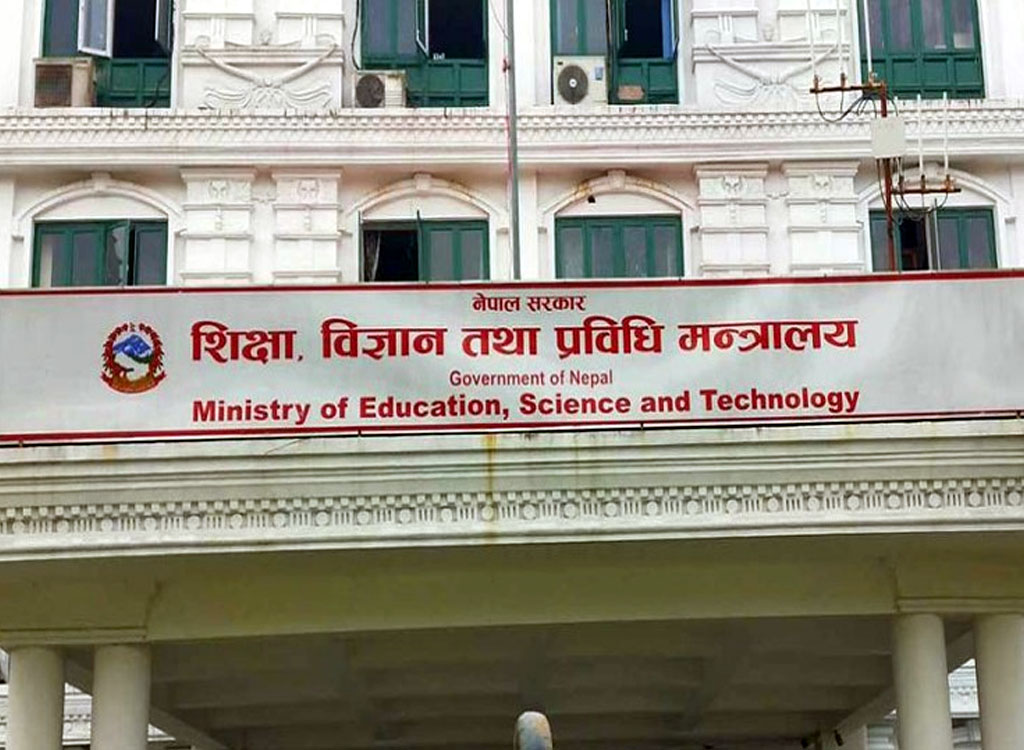 नेपाल सरकार
शिक्षा, विज्ञान तथा प्रविधि मन्त्रालय
Government of Nepal
Ministry of Education, Science and Technology